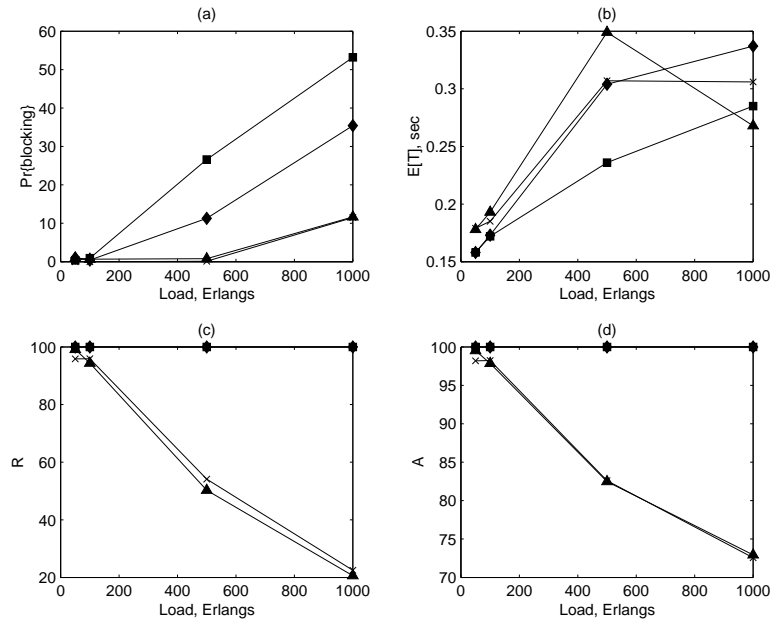 (a)
60
50
40
30
20
10
0
Pr{blocking}
0 200 400 600 800 1000
Load, Erlangs
(b)
0.35
0.3
0.25
0.2
0.15
E[T], sec
0 200 400 600 800 1000
Load, Erlangs
(c)
100
80
60
40
20
R
0 200 400 600 800 1000
Load, Erlangs
(d)
100
95
90
85
80
75
70
A
0 200 400 600 800 1000
Load, Erlangs